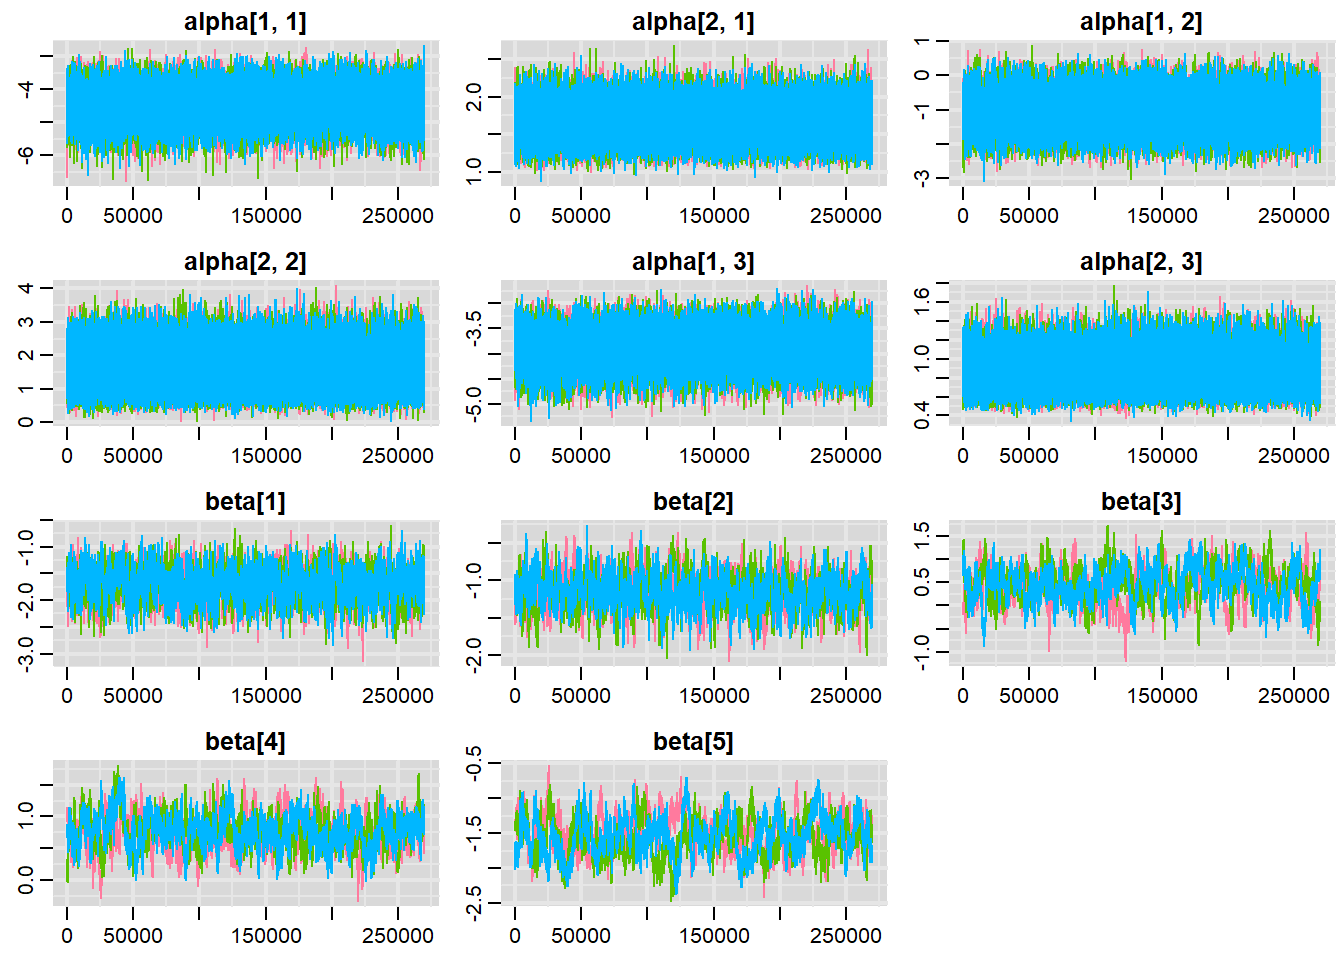 alpha[1, 1] alpha[2, 1] alpha[1, 2]
-4 -6
2.0 1.0
1 0 -1 -3
0 50000 150000 250000 0 50000 150000 250000 0 50000 150000 250000
alpha[2, 2] alpha[1, 3] alpha[2, 3]
4 3 2 1 0
-3.5 -5.0
1.6 1.0 0.4
0 50000 150000 250000 0 50000 150000 250000 0 50000 150000 250000
beta[1] beta[2] beta[3]
-1.0 -2.0 -3.0
-1.0 -2.0
1.5 0.5 -1.0
0 50000 150000 250000 0 50000 150000 250000 0 50000 150000 250000
beta[4] beta[5]
1.0 0.0
-0.5 -1.5 -2.5
0 50000 150000 250000 0 50000 150000 250000